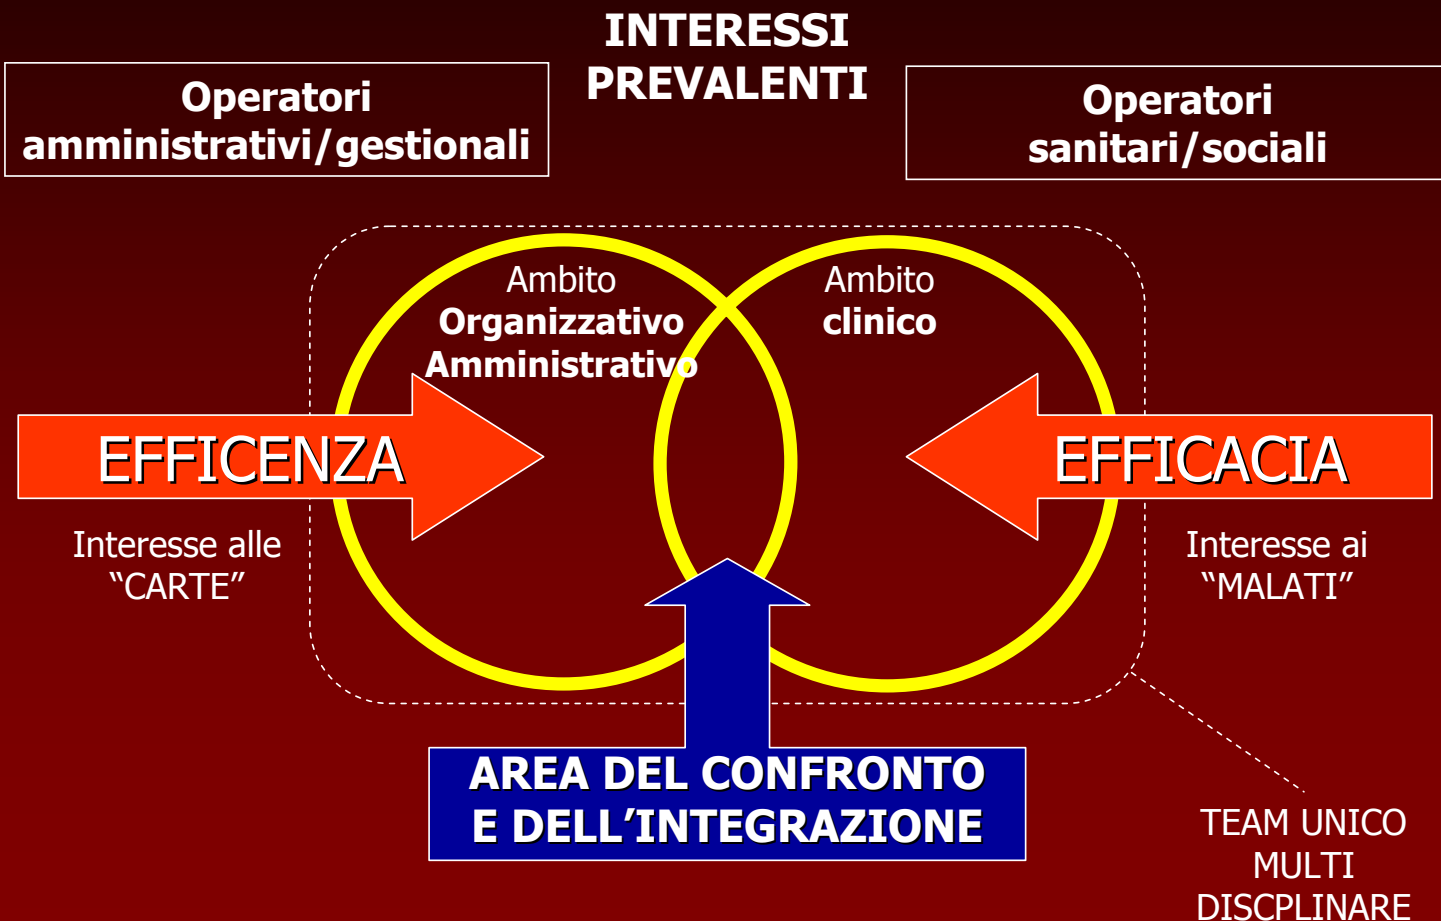 INTERESSI
PREVALENTI
Operatori
amministrativi/gestionali
Operatori
sanitari/sociali
Ambito
Organizzativo
Amministrativo
Ambito
clinico
EFFICENZA
EFFICACIA
Interesse alle
“CARTE”
Interesse ai
“MALATI”
AREA DEL CONFRONTO
E DELL’INTEGRAZIONE
TEAM UNICO
MULTI
DISCPLINARE